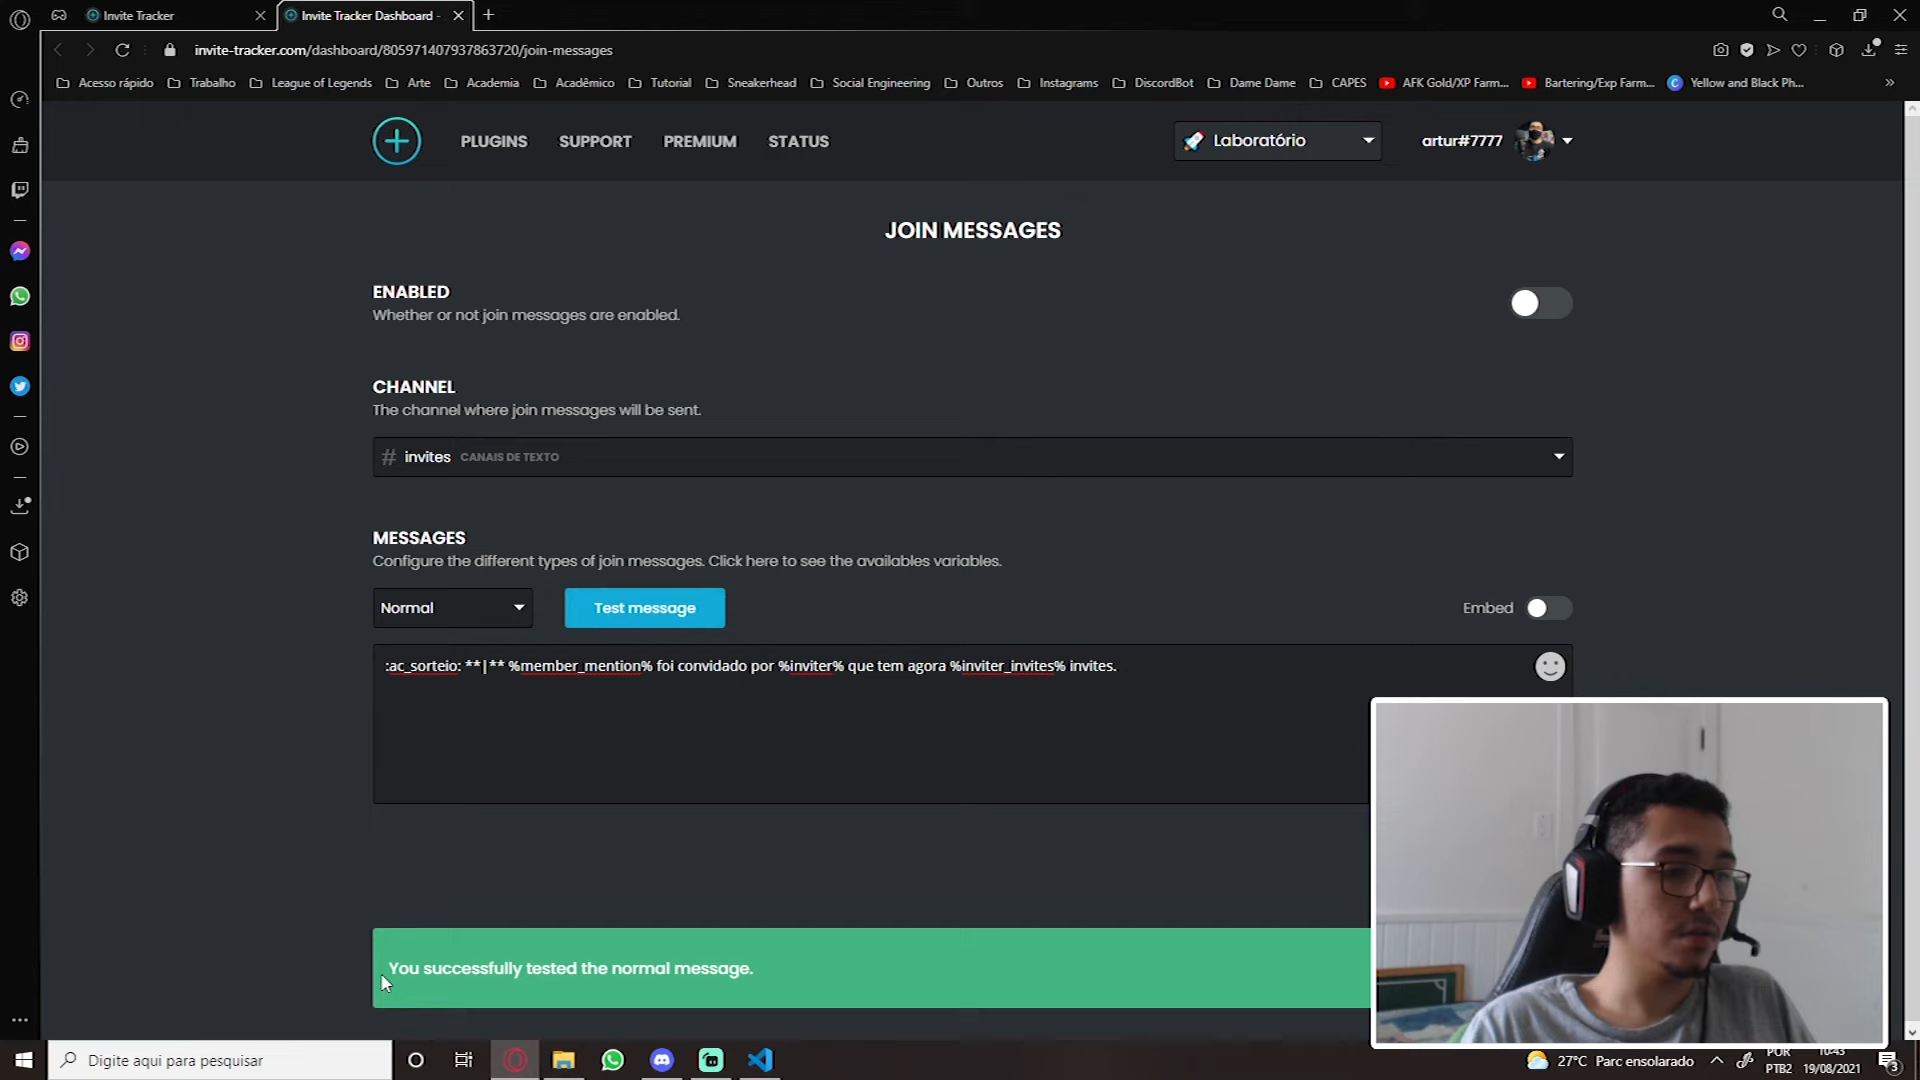 Invite Tracker
Invite Tracker Dashboard -
invite-tracker.com/dashboard/805971407937863720/join-messages
Acesso rápido
Trabalho
League of Legends
Arte
Academia
Acadêmico
Tutorial
Sneakerhead
Social Engineering
Outros
Instagrams
DiscordBot
Dame Dame
CAPES
AFK Gold/XP Farm...
Bartering/Exp Farm...
Yellow and Black Ph...
PLUGINS
SUPPORT
PREMIUM
STATUS
Laboratório
artur#7777
JOIN MESSAGES
ENABLED
Whether or not join messages are enabled.
CHANNEL
The channel where join messages will be sent.
# invites CANAIS DE TEXTO
MESSAGES
Configure the different types of join messages. Click here to see the availables variables.
Normal
Test message
Embed
:ac_sorteio: **|** %member_mention% foi convidado por %inviter% que tem agora %inviter_invites% invites.
You successfully tested the normal message.
Digite aqui para pesquisar
27°C Parc ensolarado
POR
PTB2
10:43
19/08/2021
3